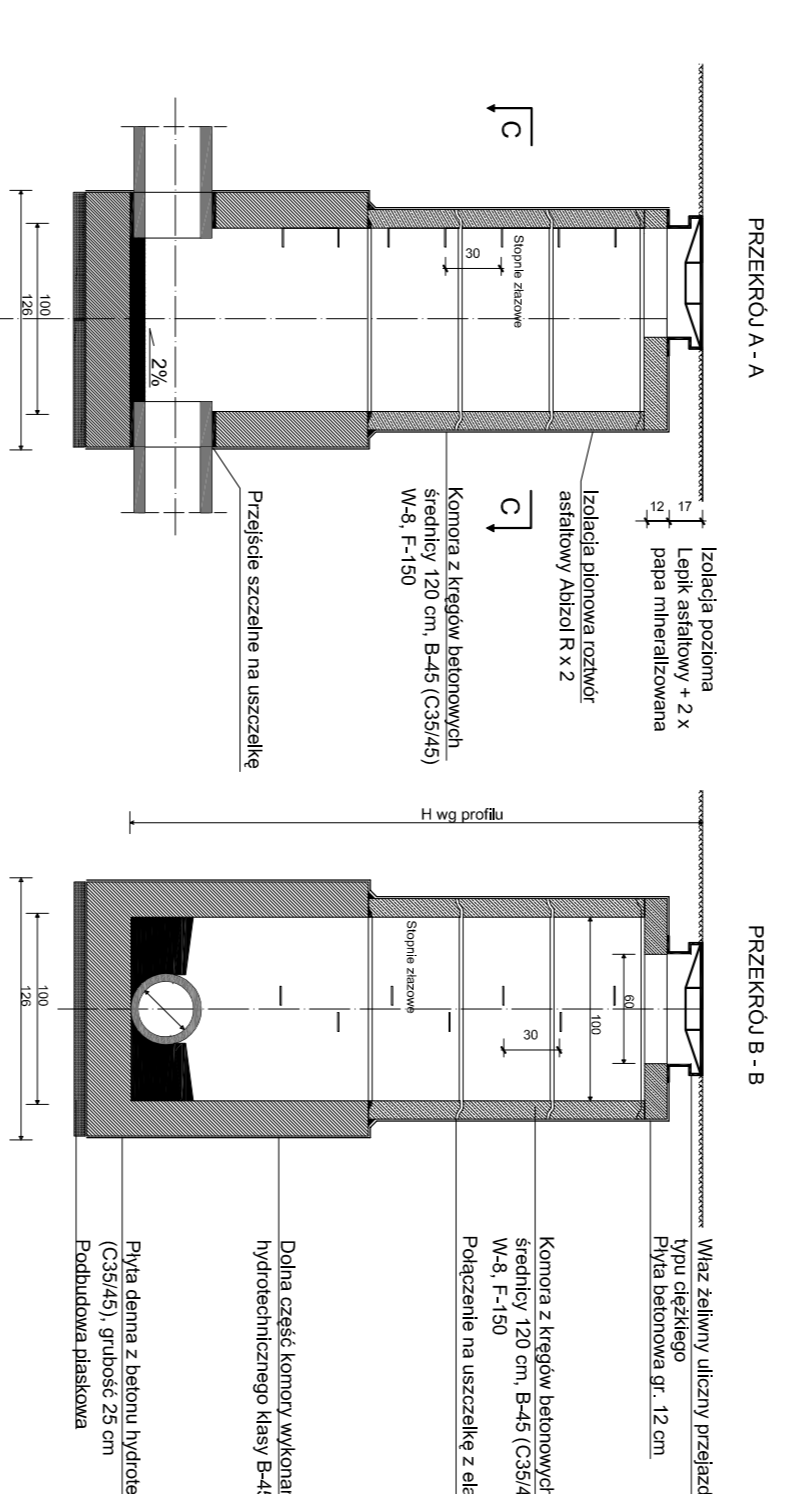 PRZEKRÓJ A - A
C
C
Stopnie złazowe
30
2%
100
126
12
17
Izolacja pozioma
Lepik asfaltowy + 2 x
papa mineralizowana
Izolacja pionowa roztwór
asfaltowy Abizol R x 2
Komora z kręgów betonowych
średnicy 120 cm, B-45 (C35/45)
W-8, F-150
Przejście szczelne na uszczelkę
PRZEKRÓJ B - B
H wg profilu
Stopnie złazowe
60
100
30
100
126
Właz żeliwny uliczny przejazd
typu ciężkiego
Płyta betonowa gr. 12 cm
Komora z kręgów betonowych
średnicy 120 cm, B-45 (C35/4
W-8, F-150
Połączenie na uszczelkę z ela
Dolna część komory wykonan
hydrotechnicznego klasy B-45
Płyta denna z betonu hydrote
(C35/45), grubość 25 cm
Podbudowa piaskowa